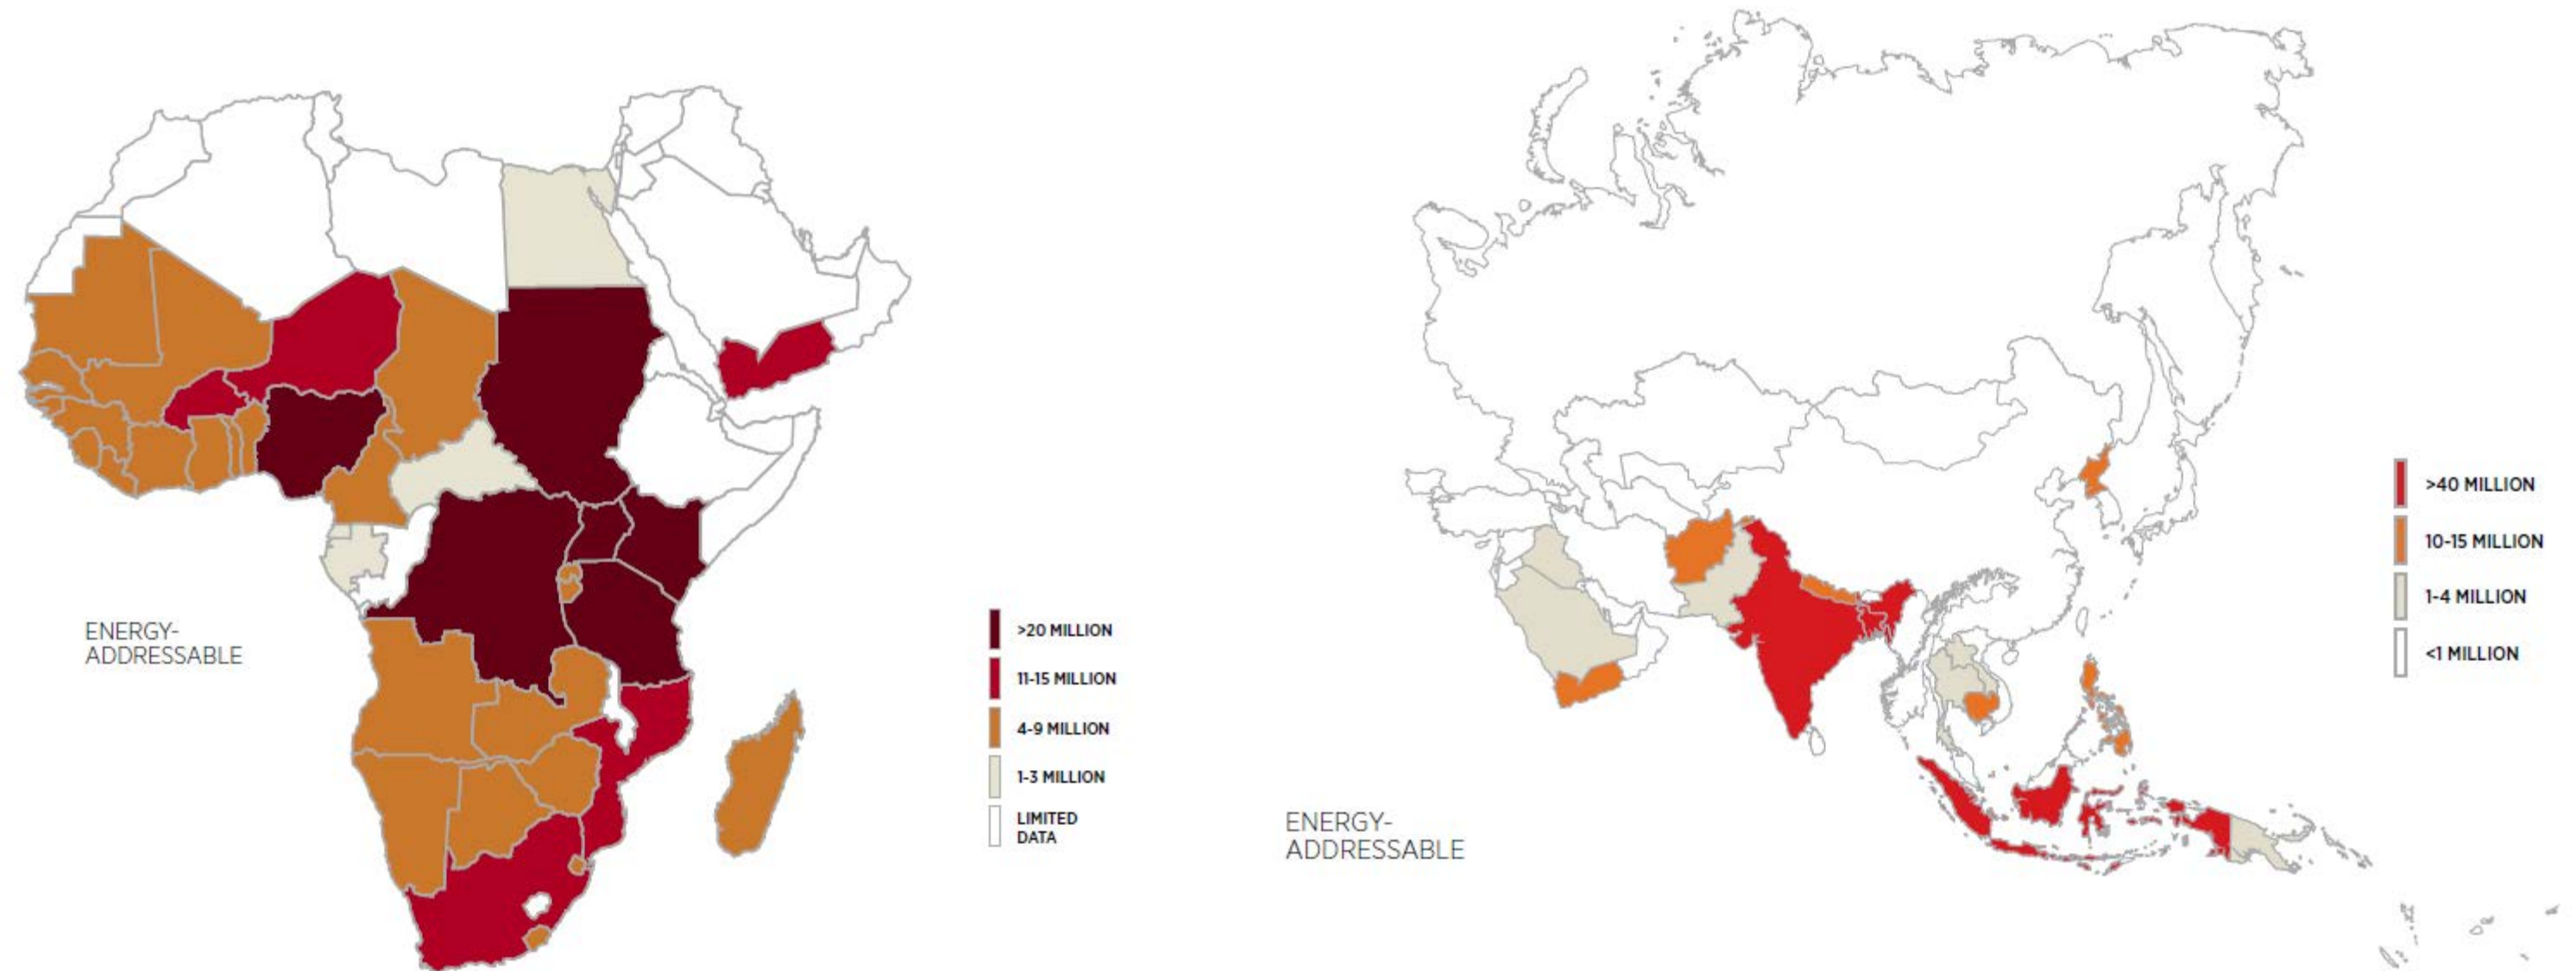 ENERGY-
ADDRESSABLE
>20 MILLION
11-15 MILLION
4-9 MILLION
1-3 MILLION
LIMITED
DATA
ENERGY-
ADDRESSABLE
>40 MILLION
10-15 MILLION
1-4 MILLION
<1 MILLION